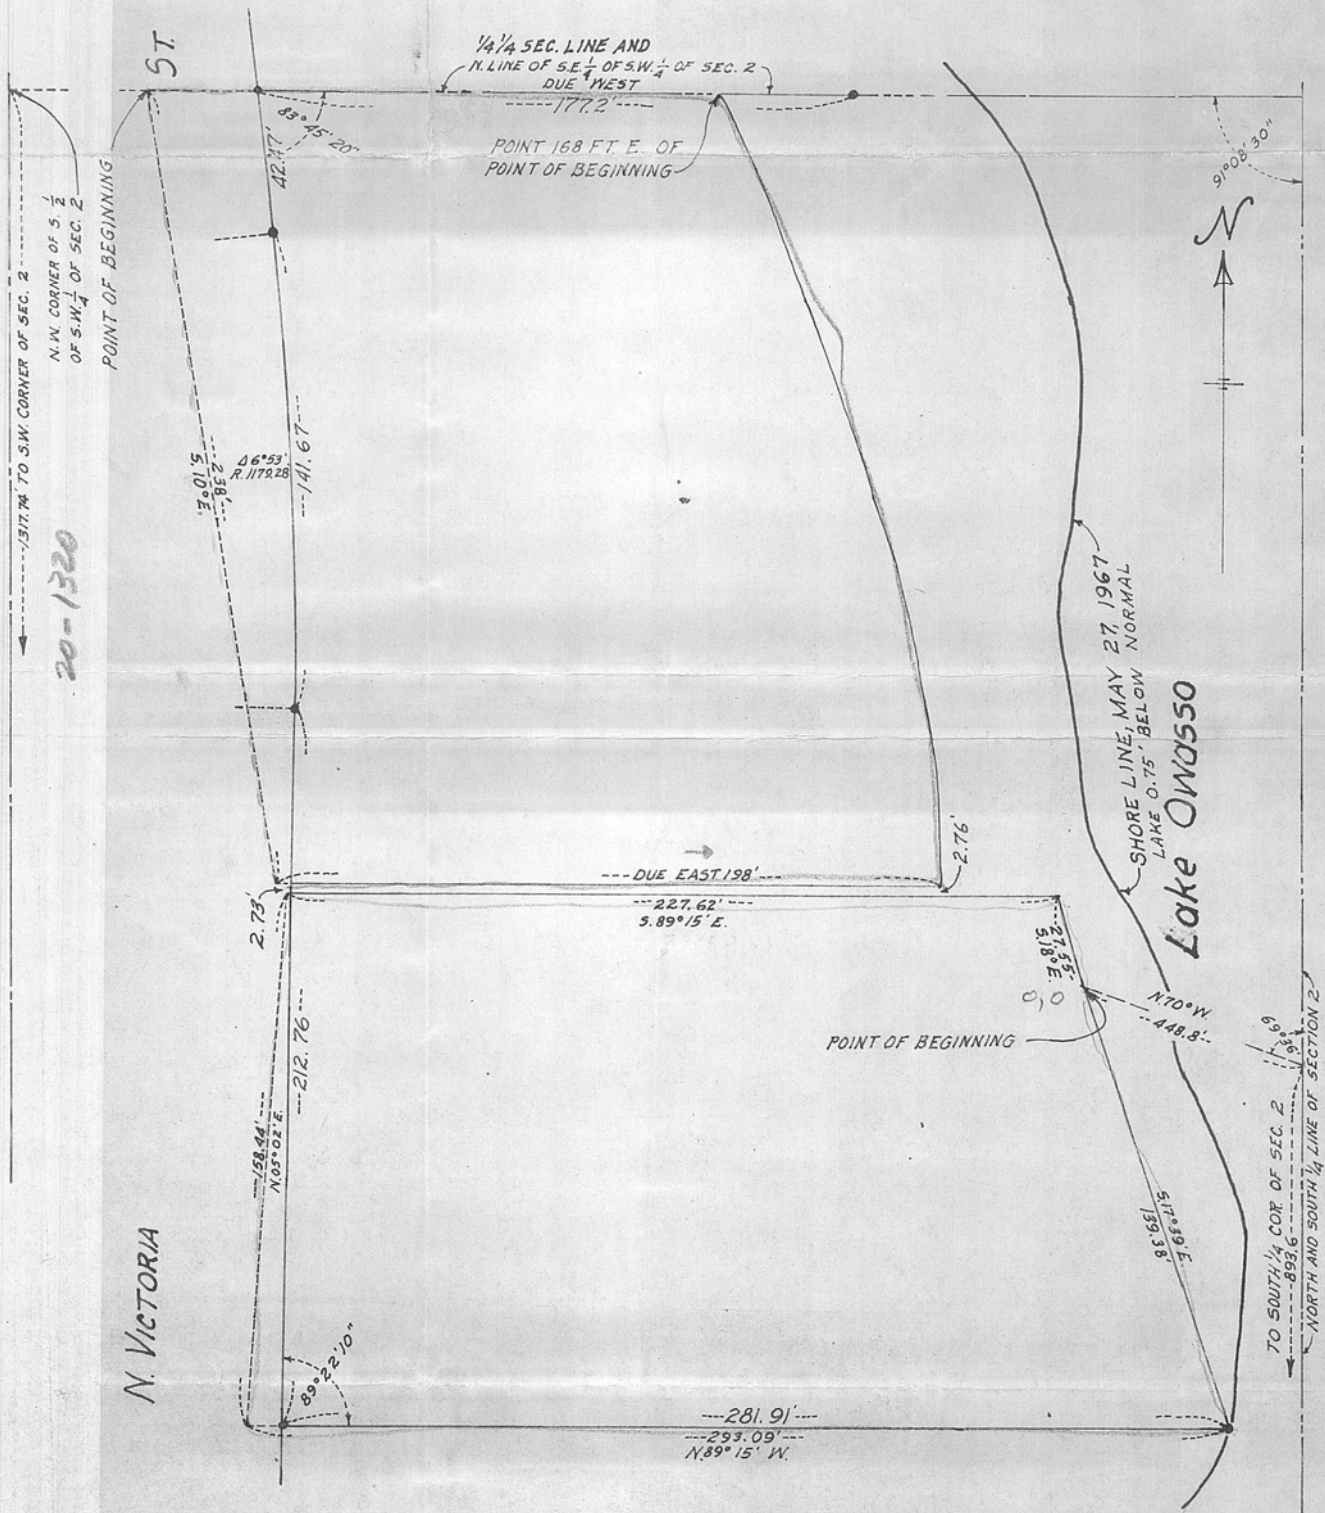 ST.
1/4 1/4 SEC. LINE AND
N. LINE OF S.E. 1/4 OF S.W. 1/4 OF SEC. 2
DUE WEST
177.2'
83° 45' 20"
42.47'
POINT 168 FT. E. OF
POINT OF BEGINNING
91°08'30"
N
1317.74' TO S.W. CORNER OF SEC. 2
N.W. CORNER OF S. 1/2
OF S.W. 1/4 OF SEC. 2
POINT OF BEGINNING
20-1320
238'
S.10°E.
Δ 6°53'
R. 1179.28
141.67
SHORE LINE, MAY 27, 1967
LAKE 0.75' BELOW NORMAL
Lake Owasso
2.73'
DUE EAST 198'
2.76'
227.62'
S.89°15' E.
27.55
S.18°E.
N.70°W.
448.8'
POINT OF BEGINNING
212.76
158.44'
N.05°02'E.
S.17°39'E.
139.38'
TO SOUTH 1/4 COR. OF SEC. 2
893.6
NORTH AND SOUTH 1/4 LINE OF SECTION 2
N. VICTORIA
89°22'10"
281.91'
293.09'
N.89°15' W.